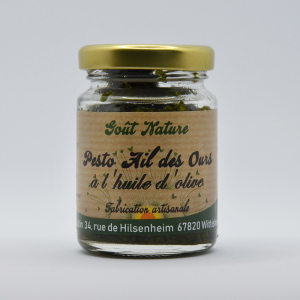 Goût Nature
Pesto Ail des Ours
à l'huile d'olive
Fabrication artisanale
34, rue de Hilsenheim 67820